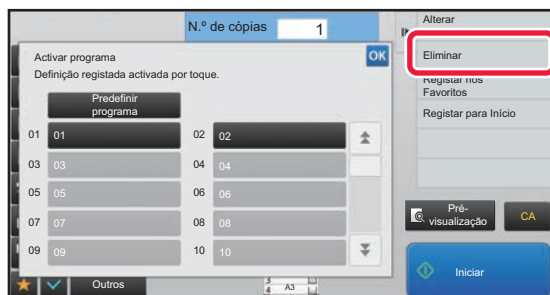 N.º de cópias 1
Alterar
Activar programa
OK
Eliminar
Definição registada activada por toque.
Registar nos
Favoritos
Predefinir
programa
Registar para Início
01 01 02 02
03 03 04 04
05 05 06 06
07 07 08 08
Pré-
visualização
CA
09 09 10 10
Iniciar
Outros
3
4 A3